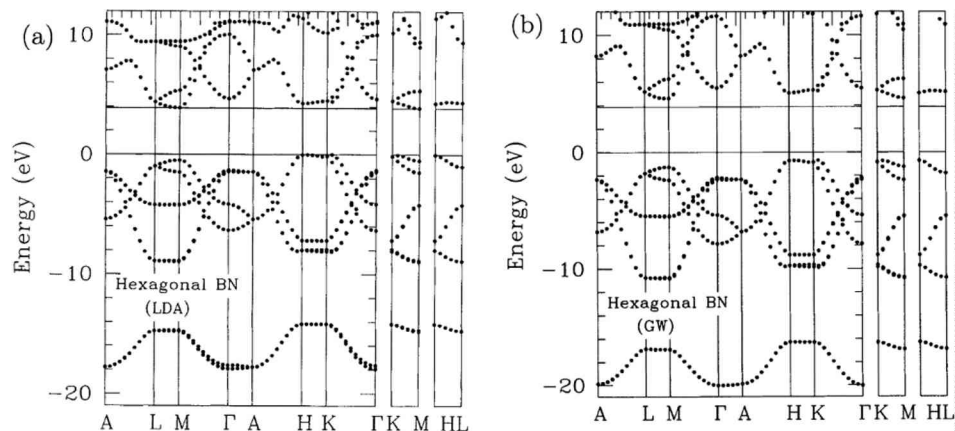 (a)
10
0
−10
−20
Energy (eV)
Hexagonal BN
(LDA)
A L M Γ A H K Γ K M H L
(b)
10
0
−10
−20
Energy (eV)
Hexagonal BN
(GW)
A L M Γ A H K Γ K M H L